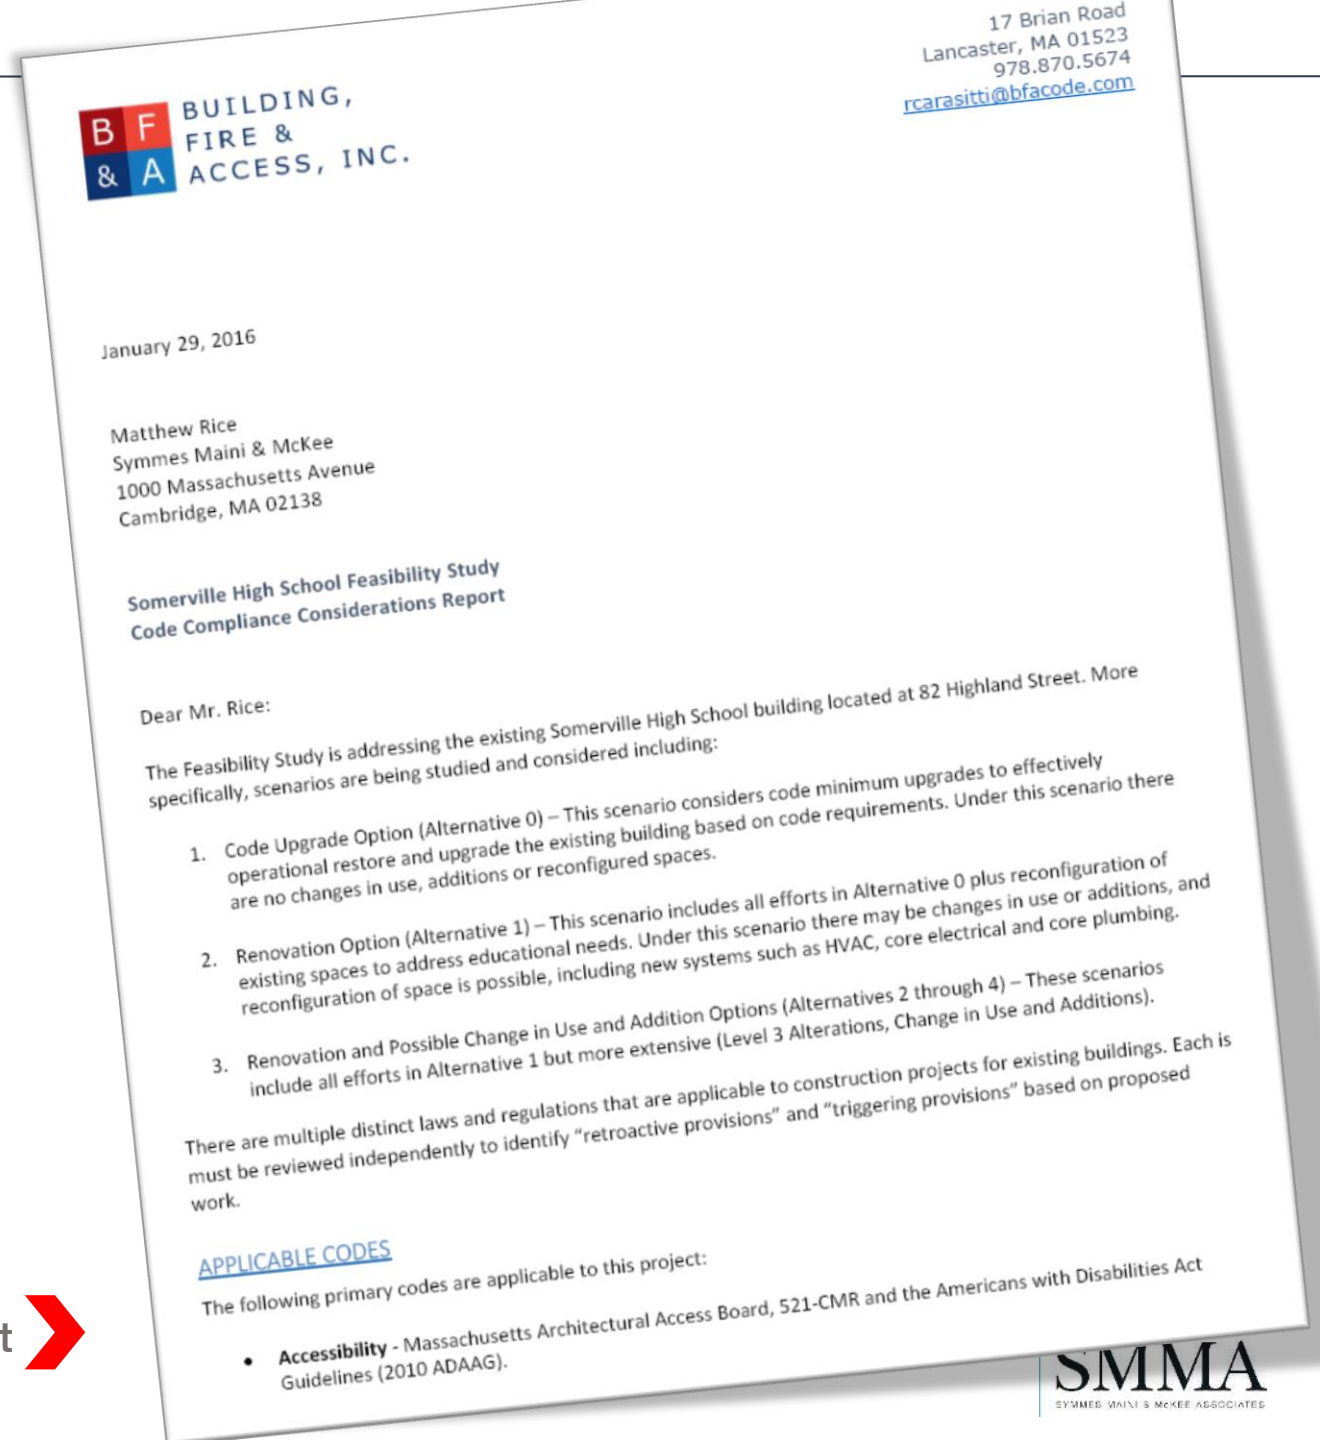 17 Brian Road
Lancaster, MA 01523
978.870.5674
rcarasitti@bfacode.com
B F
& A
BUILDING,
FIRE &
ACCESS, INC.
January 29, 2016
Matthew Rice
Symmes Maini & McKee
1000 Massachusetts Avenue
Cambridge, MA 02138
Somerville High School Feasibility Study
Code Compliance Considerations Report
Dear Mr. Rice:
The Feasibility Study is addressing the existing Somerville High School building located at 82 Highland Street. More
specifically, scenarios are being studied and considered including:
1. Code Upgrade Option (Alternative 0) – This scenario considers code minimum upgrades to effectively
operational restore and upgrade the existing building based on code requirements. Under this scenario there
are no changes in use, additions or reconfigured spaces.
2. Renovation Option (Alternative 1) – This scenario includes all efforts in Alternative 0 plus reconfiguration of
existing spaces to address educational needs. Under this scenario there may be changes in use or additions, and
reconfiguration of space is possible, including new systems such as HVAC, core electrical and core plumbing.
3. Renovation and Possible Change in Use and Addition Options (Alternatives 2 through 4) – These scenarios
include all efforts in Alternative 1 but more extensive (Level 3 Alterations, Change in Use and Additions).
There are multiple distinct laws and regulations that are applicable to construction projects for existing buildings. Each is
must be reviewed independently to identify “retroactive provisions” and “triggering provisions” based on proposed
work.
APPLICABLE CODES
The following primary codes are applicable to this project:
• Accessibility - Massachusetts Architectural Access Board, 521-CMR and the Americans with Disabilities Act
Guidelines (2010 ADAAG).
t
SMMA
SYMMES MAINI & McKEE ASSOCIATES